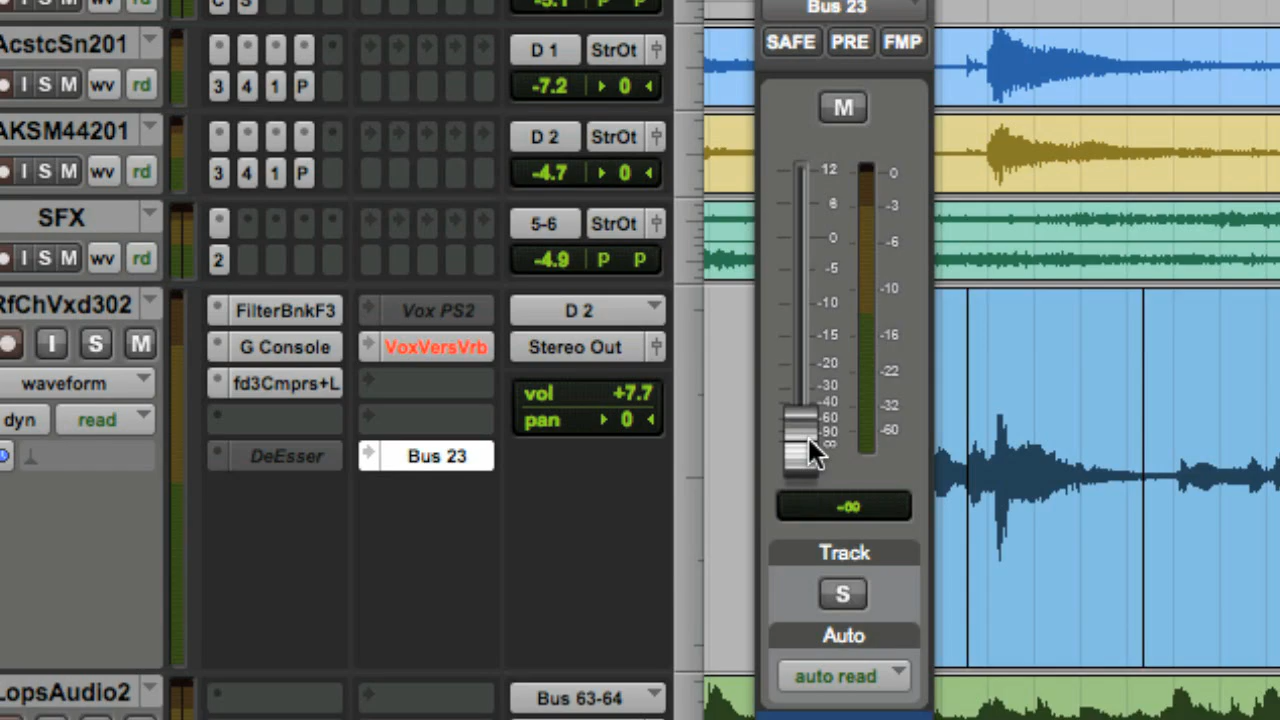 C S -5.1 P P
rd
Bus 23
AcstcSn201 D 1 StrOt
I S M wv rd 3 4 1 P -7.2 0
SAFE PRE FMP
M
AKSM44201 D 2 StrOt
I S M wv rd 3 4 1 P -4.7 0
12 0
6 -3
0 -6
-5
-10 -10
-15 -16
-20 -22
-30
-40 -32
-60 -60
-90
∞
SFX 5-6 StrOt
I S M wv rd 2 -4.9 P P
RfChVxd302 FilterBnkF3 Vox PS2 D 2
I S M G Console VoxVersVrb Stereo Out
waveform fd3Cmprs+L vol +7.7
dyn read pan 0
DeEsser Bus 23
-∞
Track
S
Auto
auto read
LopsAudio2 Bus 63-64